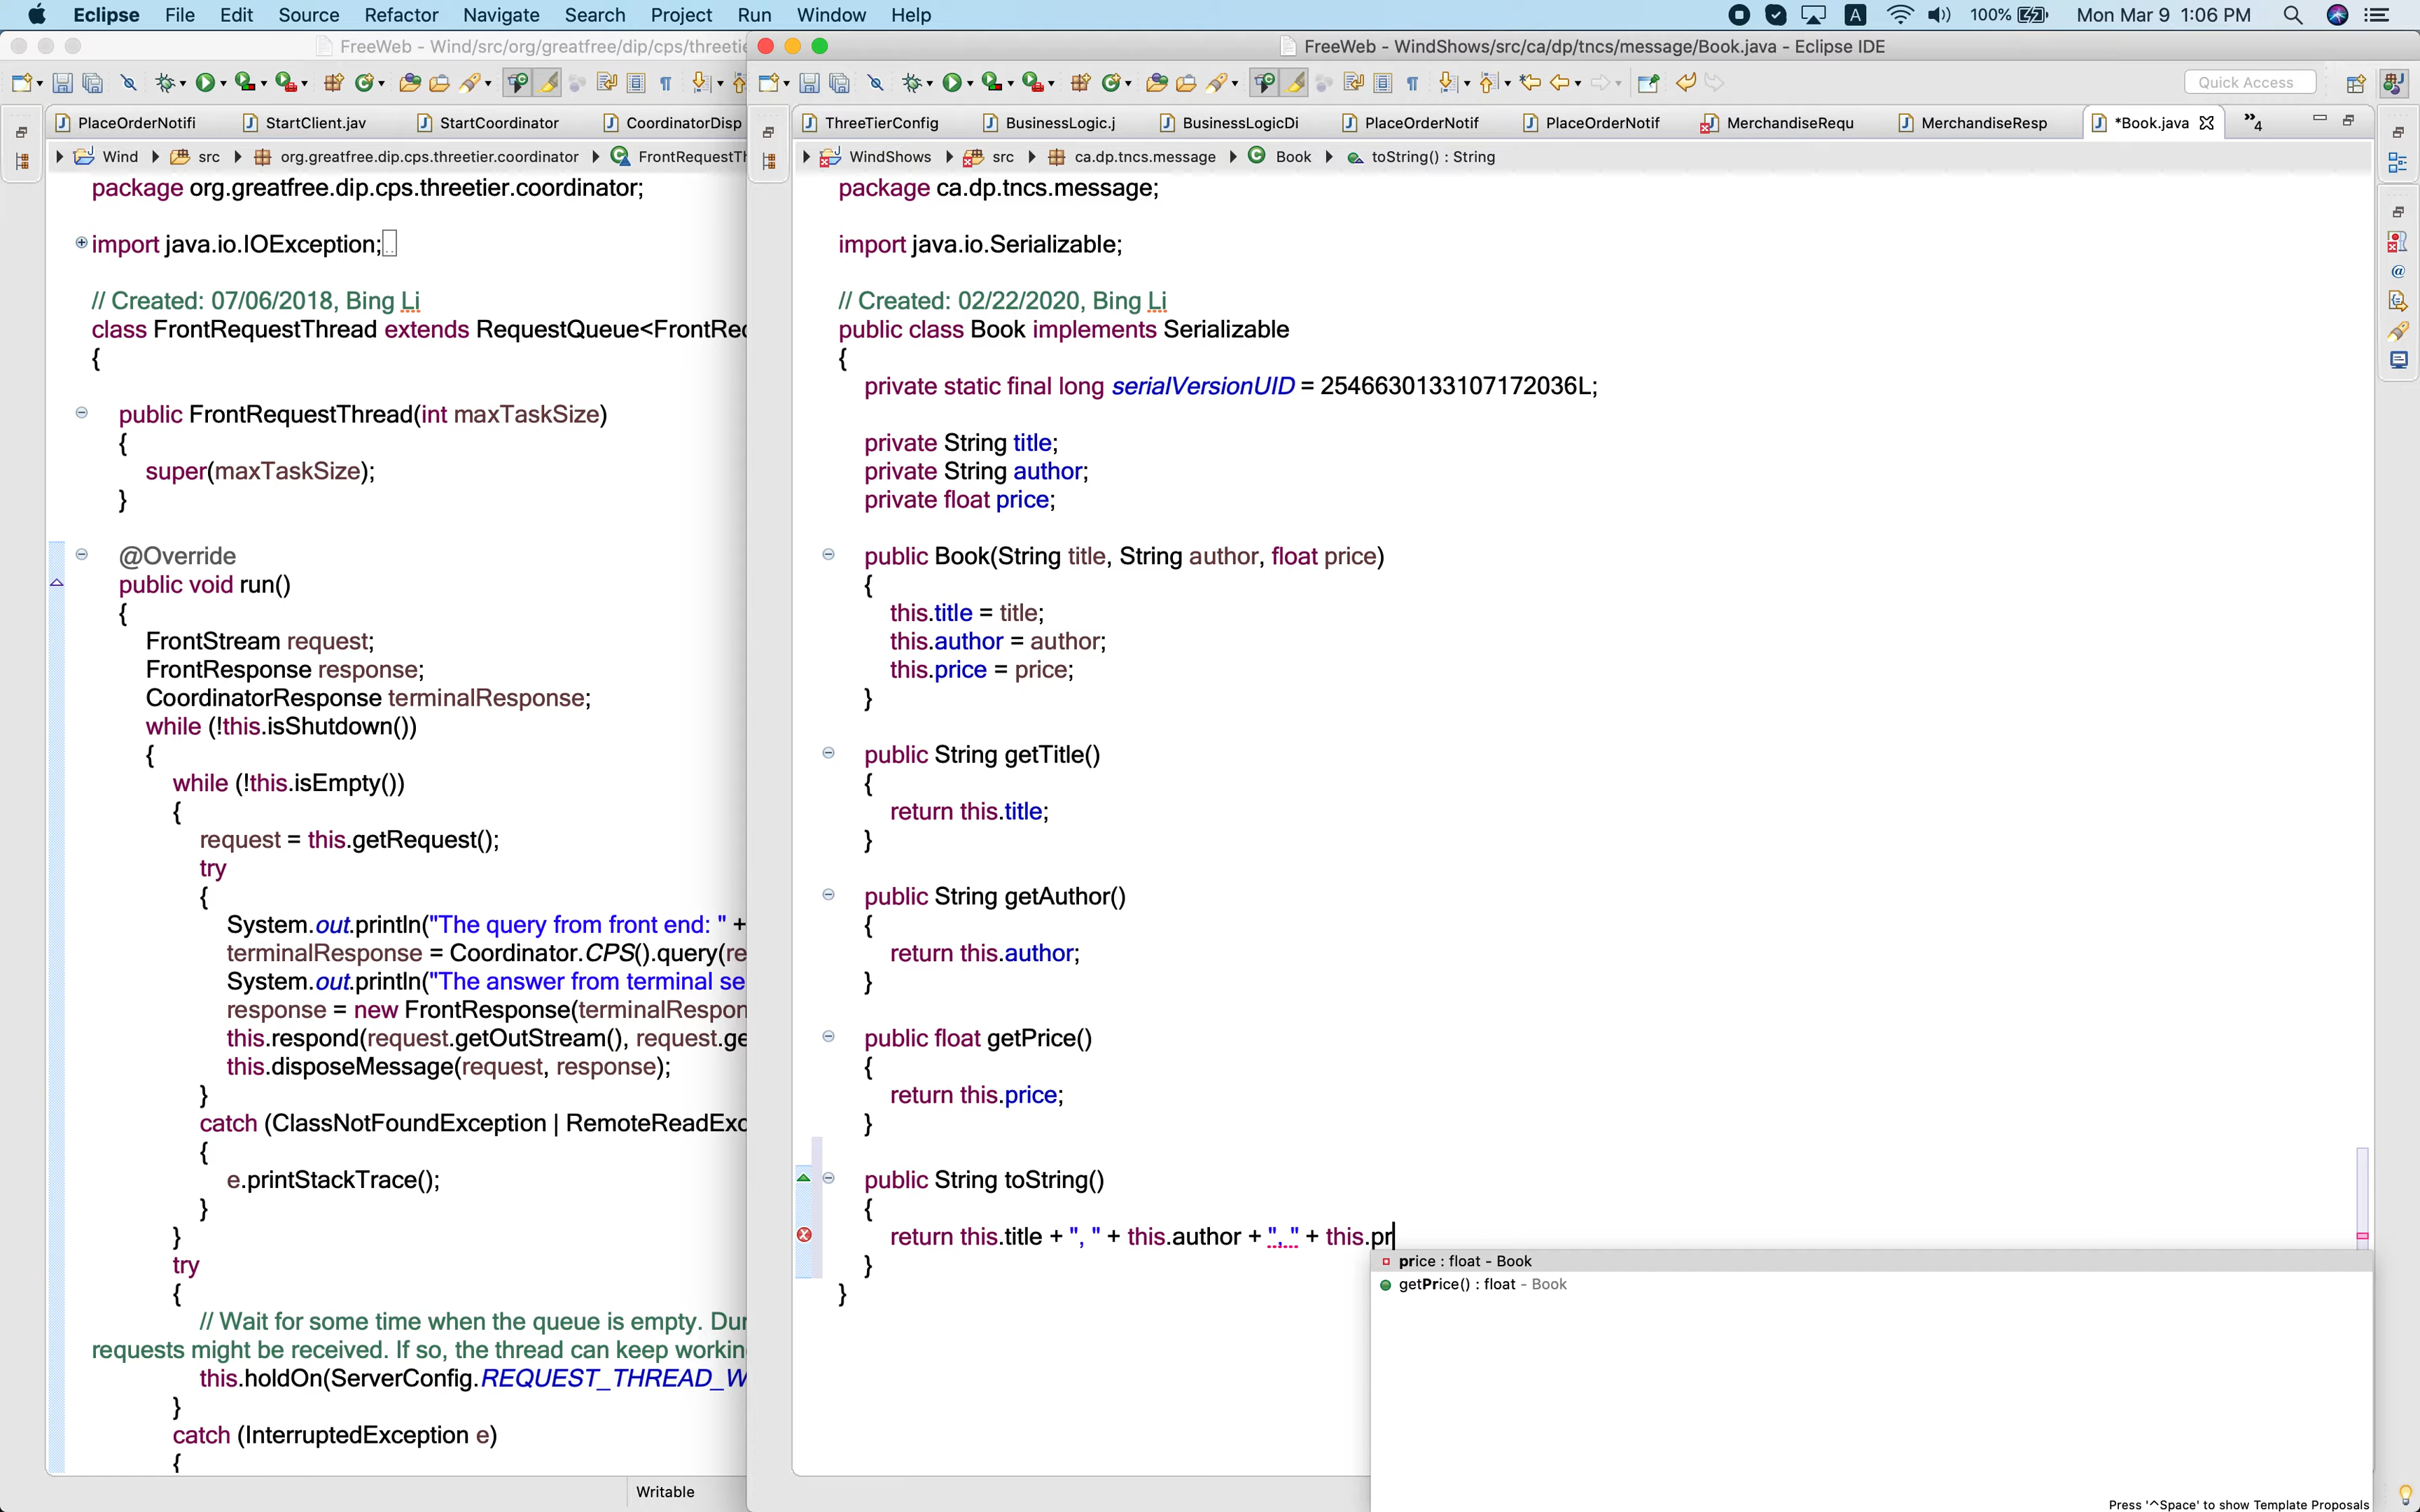 Eclipse File Edit Source Refactor Navigate Search Project Run Window Help
100% Mon Mar 9 1:06 PM
FreeWeb - Wind/src/org/greatfree/dip/cps/threetie
PlaceOrderNotifi StartClient.jav StartCoordinator CoordinatorDisp
Wind src org.greatfree.dip.cps.threetier.coordinator FrontRequestTh
package org.greatfree.dip.cps.threetier.coordinator;
import java.io.IOException;
// Created: 07/06/2018, Bing Li
class FrontRequestThread extends RequestQueue<FrontRec
{
public FrontRequestThread(int maxTaskSize)
{
super(maxTaskSize);
}
@Override
public void run()
{
FrontStream request;
FrontResponse response;
CoordinatorResponse terminalResponse;
while (!this.isShutdown())
{
while (!this.isEmpty())
{
request = this.getRequest();
try
{
System.out.println("The query from front end: " +
terminalResponse = Coordinator.CPS().query(re
System.out.println("The answer from terminal se
response = new FrontResponse(terminalRespon
this.respond(request.getOutStream(), request.ge
this.disposeMessage(request, response);
}
catch (ClassNotFoundException | RemoteReadExc
{
e.printStackTrace();
}
}
try
{
// Wait for some time when the queue is empty. Dur
requests might be received. If so, the thread can keep workin
this.holdOn(ServerConfig.REQUEST_THREAD_W
}
catch (InterruptedException e)
{
Writable
FreeWeb - WindShows/src/ca/dp/tncs/message/Book.java - Eclipse IDE
Quick Access
ThreeTierConfig BusinessLogic.j BusinessLogicDi PlaceOrderNotif PlaceOrderNotif MerchandiseRequ MerchandiseResp *Book.java »4
WindShows src ca.dp.tncs.message Book toString() : String
package ca.dp.tncs.message;
import java.io.Serializable;
// Created: 02/22/2020, Bing Li
public class Book implements Serializable
{
private static final long serialVersionUID = 2546630133107172036L;
private String title;
private String author;
private float price;
public Book(String title, String author, float price)
{
this.title = title;
this.author = author;
this.price = price;
}
public String getTitle()
{
return this.title;
}
public String getAuthor()
{
return this.author;
}
public float getPrice()
{
return this.price;
}
public String toString()
{
return this.title + ", " + this.author + ", " + this.pr
}
}
price : float - Book
getPrice() : float - Book
Press '^Space' to show Template Proposals